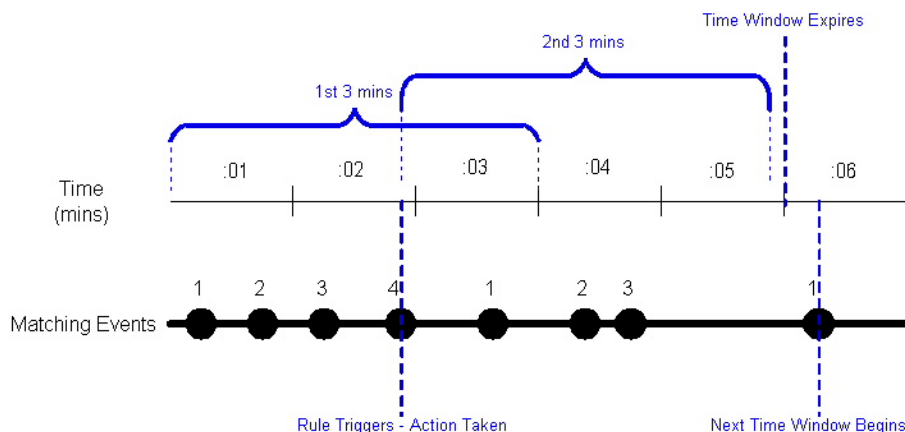 Time Window Expires
2nd 3 mins
1st 3 mins
:01 :02 :03 :04 :05 :06
Time
(mins)
1 2 3 4 1 2 3 1
Matching Events
Rule Triggers - Action Taken
Next Time Window Begins